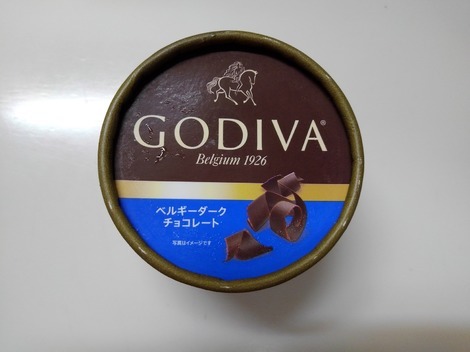 GODIVA®
Belgium 1926
ベルギーダーク
チョコレート
写真はイメージです